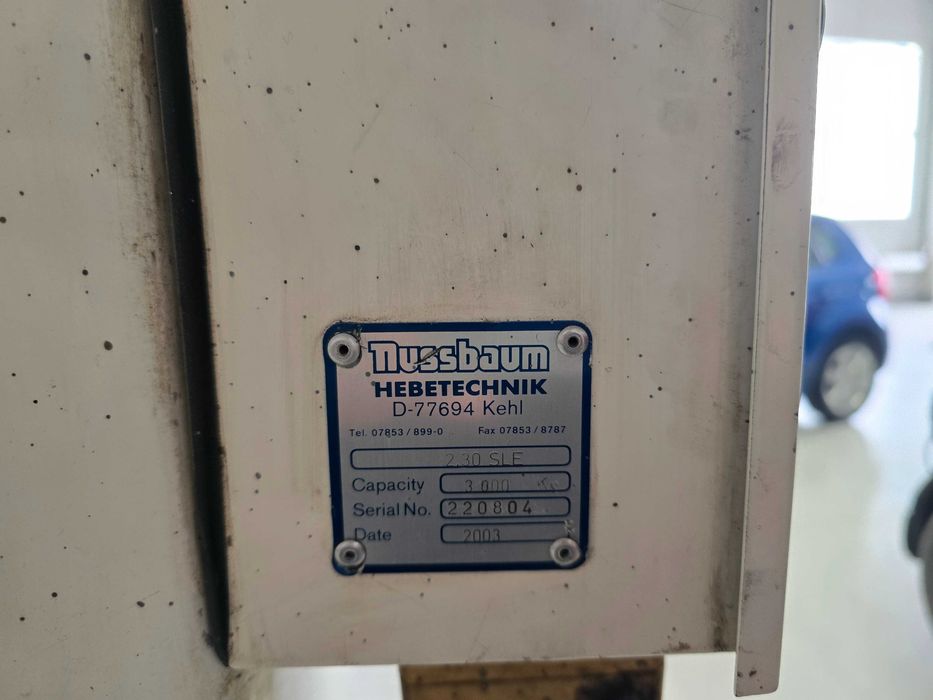 nussbaum
HEBETECHNIK
D-77694 Kehl
Tel. 07853/899-0 Fax 07853/8787
2.30 SLE
Capacity 3 000
Serial No. 220804
Date 2003